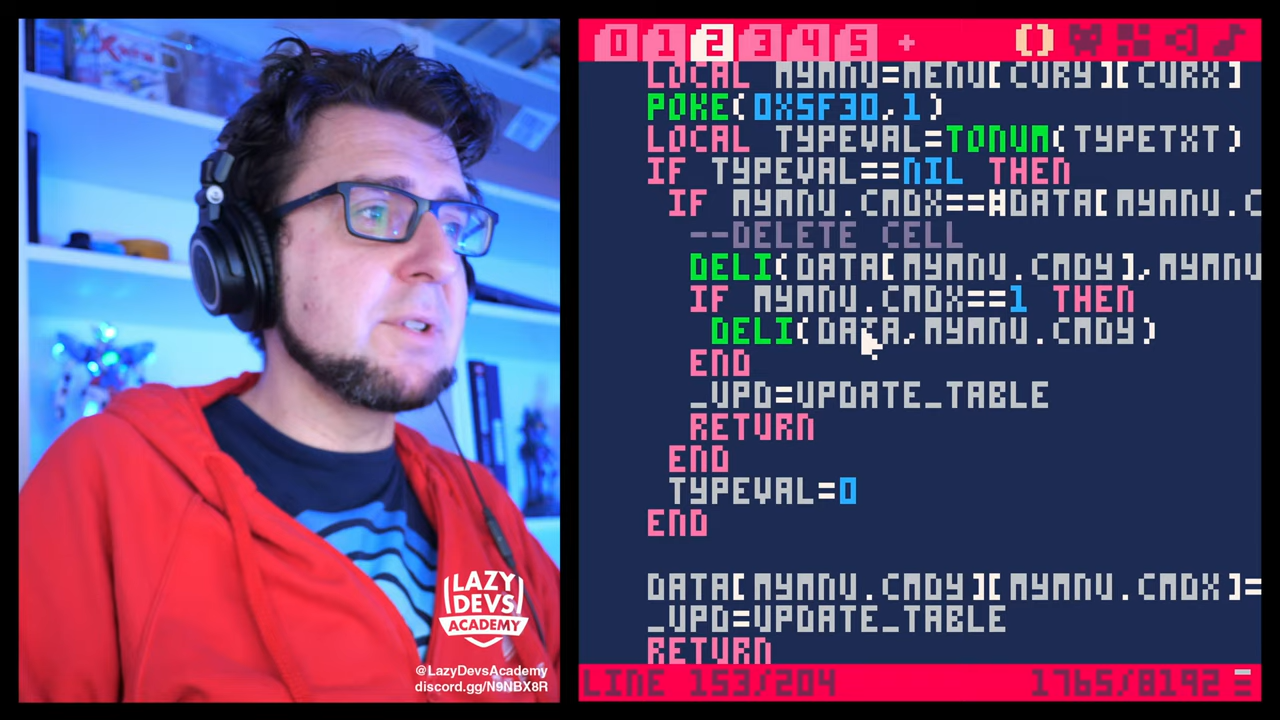 LAZY
DEVS
ACADEMY
@LazyDevsAcademy
discord.gg/N9NBX8R
0 1 2 3 4 5 +
LOCAL MYMNU=MENU[CURY][CURX]
POKE(0X5F30,1)
LOCAL TYPEVAL=TONUM(TYPETXT)
IF TYPEVAL==NIL THEN
IF MYMNU.CMDX==#DATA[MYMNU.C
--DELETE CELL
DELI(DATA[MYMNU.CMDY],MYMNU
IF MYMNU.CMDX==1 THEN
DELI(DATA,MYMNU.CMDY)
END
_UPD=UPDATE_TABLE
RETURN
END
TYPEVAL=0
END
DATA[MYMNU.CMDY][MYMNU.CMDX]=
_UPD=UPDATE_TABLE
RETURN
LINE 153/204
1765/8192